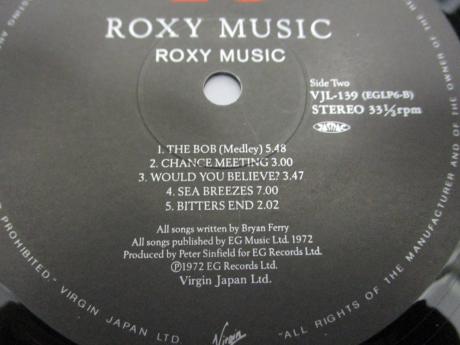 ROXY MUSIC
ROXY MUSIC
Side Two
VJL-139 (EGLP6-B)
STEREO 33⅓rpm
1. THE BOB (Medley) 5.48
2. CHANCE MEETING 3.00
3. WOULD YOU BELIEVE? 3.47
4. SEA BREEZES 7.00
5. BITTERS END 2.02
All songs written by Bryan Ferry
All songs published by EG Music Ltd. 1972
Produced by Peter Sinfield for EG Records Ltd.
Ⓟ1972 EG Records Ltd.
Virgin Japan Ltd.
PROHIBITED-" VIRGIN JAPAN LTD
Virgin
"ALL RIGHTS OF THE MANUFACTURER AND
OWNER OF THE